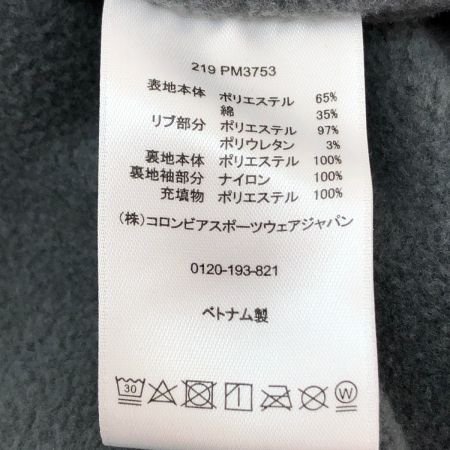 219 PM3753
表地本体 ポリエステル 65%
綿 35%
リブ部分 ポリエステル 97%
ポリウレタン 3%
裏地本体 ポリエステル 100%
裏地袖部分 ナイロン 100%
充填物 ポリエステル 100%
(株)コロンビアスポーツウェアジャパン
0120-193-821
ベトナム製
30 W